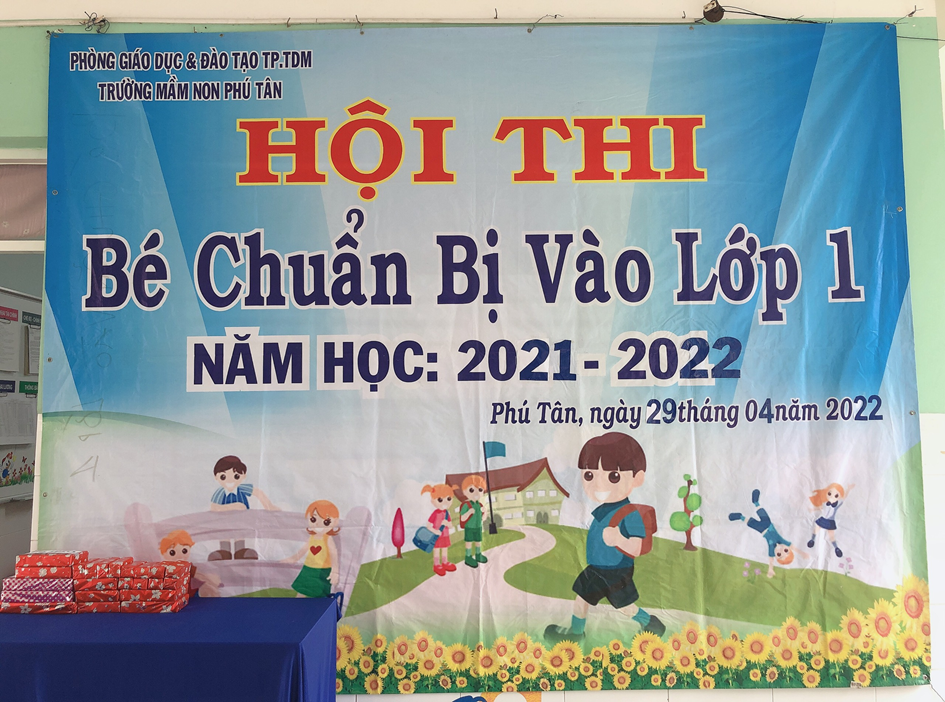 PHÒNG GIÁO DỤC & ĐÀO TẠO TP.TDM
TRƯỜNG MẦM NON PHÚ TÂN
HỘI THI
Bé Chuẩn Bị Vào Lớp 1
NĂM HỌC: 2021- 2022
Phú Tân, ngày 29tháng 04năm 2022